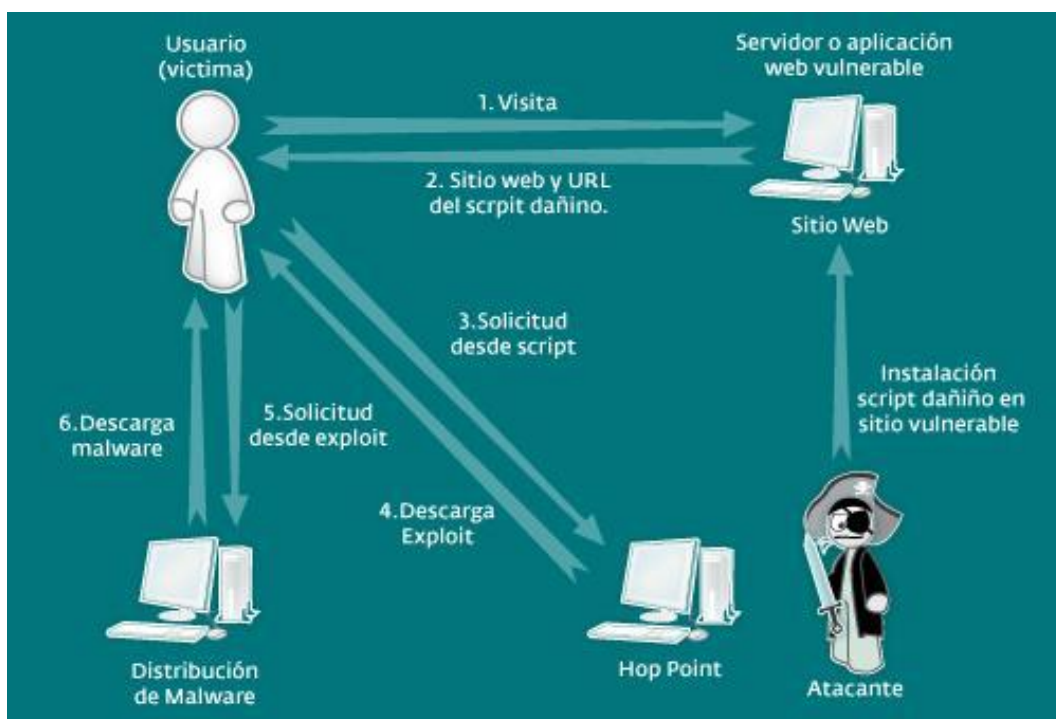 Usuario
(victima)
Servidor o aplicación
web vulnerable
1. Visita
2. Sitio web y URL
del scrpit dañino.
Sitio Web
3.Solicitud
desde script
Instalación
script dañiño en
sitio vulnerable
6.Descarga
malware
5.Solicitud
desde exploit
4.Descarga
Exploit
Distribución
de Malware
Hop Point
Atacante